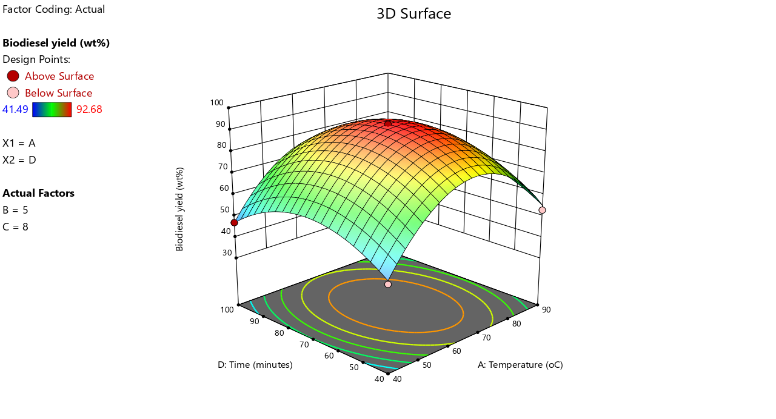 Factor Coding: Actual
3D Surface
Biodiesel yield (wt%)
Design Points:
Above Surface
Below Surface
41.49 92.68
X1 = A
X2 = D
Actual Factors
B = 5
C = 8
Biodiesel yield (wt%)
100
90
80
70
60
50
40
30
100
90
80
70
60
50
40
D: Time (minutes)
40
50
60
70
80
90
A: Temperature (oC)